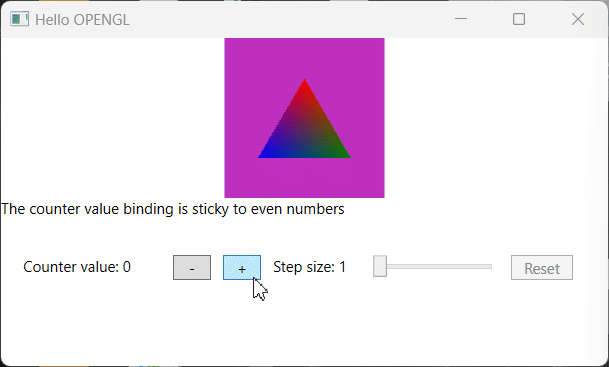 Hello OPENGL
The counter value binding is sticky to even numbers
Counter value: 0 - + Step size: 1 Reset